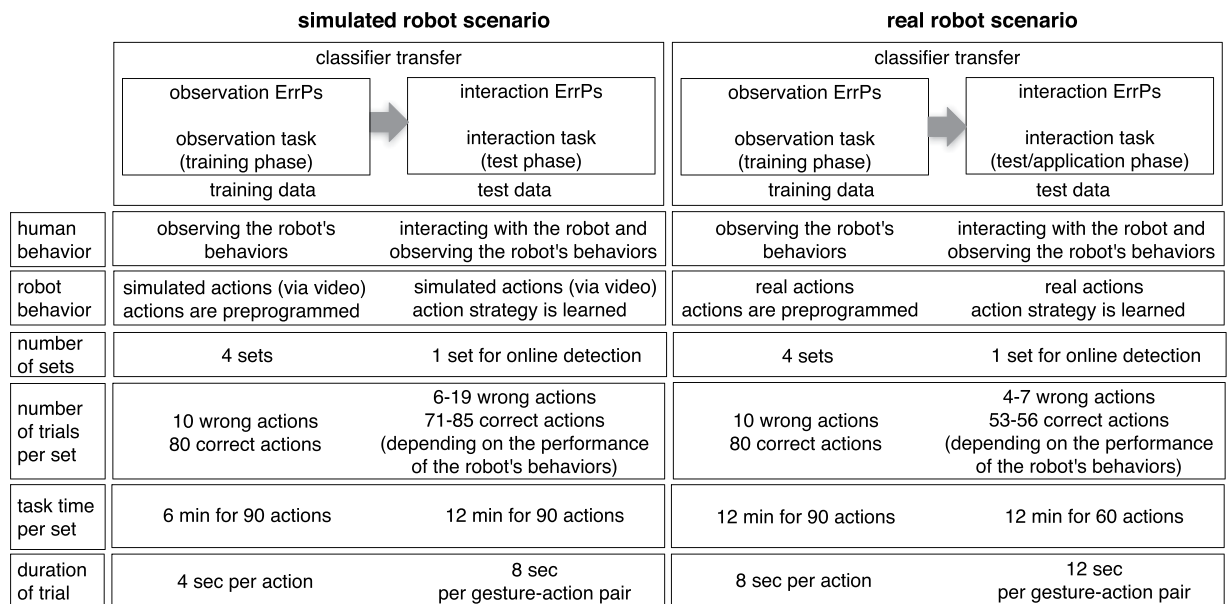 simulated robot scenario
real robot scenario
classifier transfer
observation ErrPs
observation task
(training phase)
interaction ErrPs
interaction task
(test phase)
training data
test data
classifier transfer
observation ErrPs
observation task
(training phase)
interaction ErrPs
interaction task
(test/application phase)
training data
test data
human
behavior
observing the robot's
behaviors
interacting with the robot and
observing the robot's behaviors
observing the robot's
behaviors
interacting with the robot and
observing the robot's behaviors
robot
behavior
simulated actions (via video)
actions are preprogrammed
simulated actions (via video)
action strategy is learned
real actions
actions are preprogrammed
real actions
action strategy is learned
number
of sets
4 sets
1 set for online detection
4 sets
1 set for online detection
number
of trials
per set
10 wrong actions
80 correct actions
6-19 wrong actions
71-85 correct actions
(depending on the performance
of the robot's behaviors)
10 wrong actions
80 correct actions
4-7 wrong actions
53-56 correct actions
(depending on the performance
of the robot's behaviors)
task time
per set
6 min for 90 actions
12 min for 90 actions
12 min for 90 actions
12 min for 60 actions
duration
of trial
4 sec per action
8 sec
per gesture-action pair
8 sec per action
12 sec
per gesture-action pair